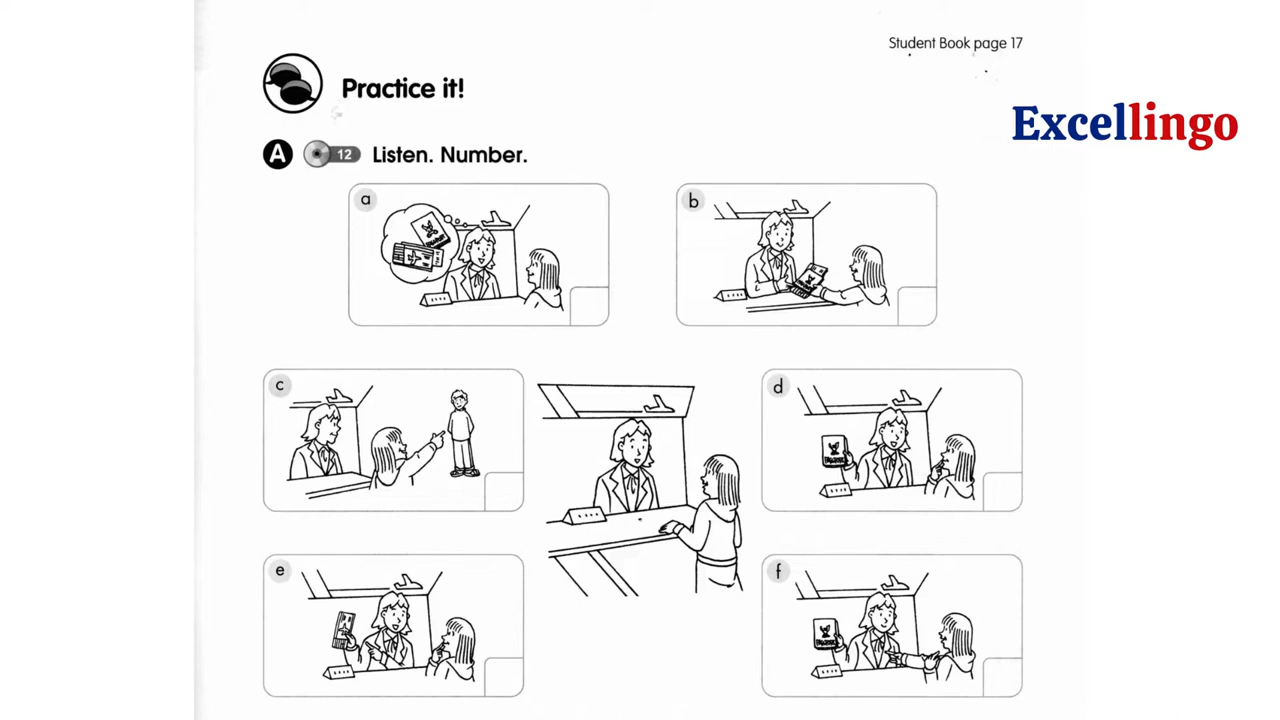 Student Book page 17
Practice it!
Excellingo
A 12 Listen. Number.
a
b
c
d
e
f